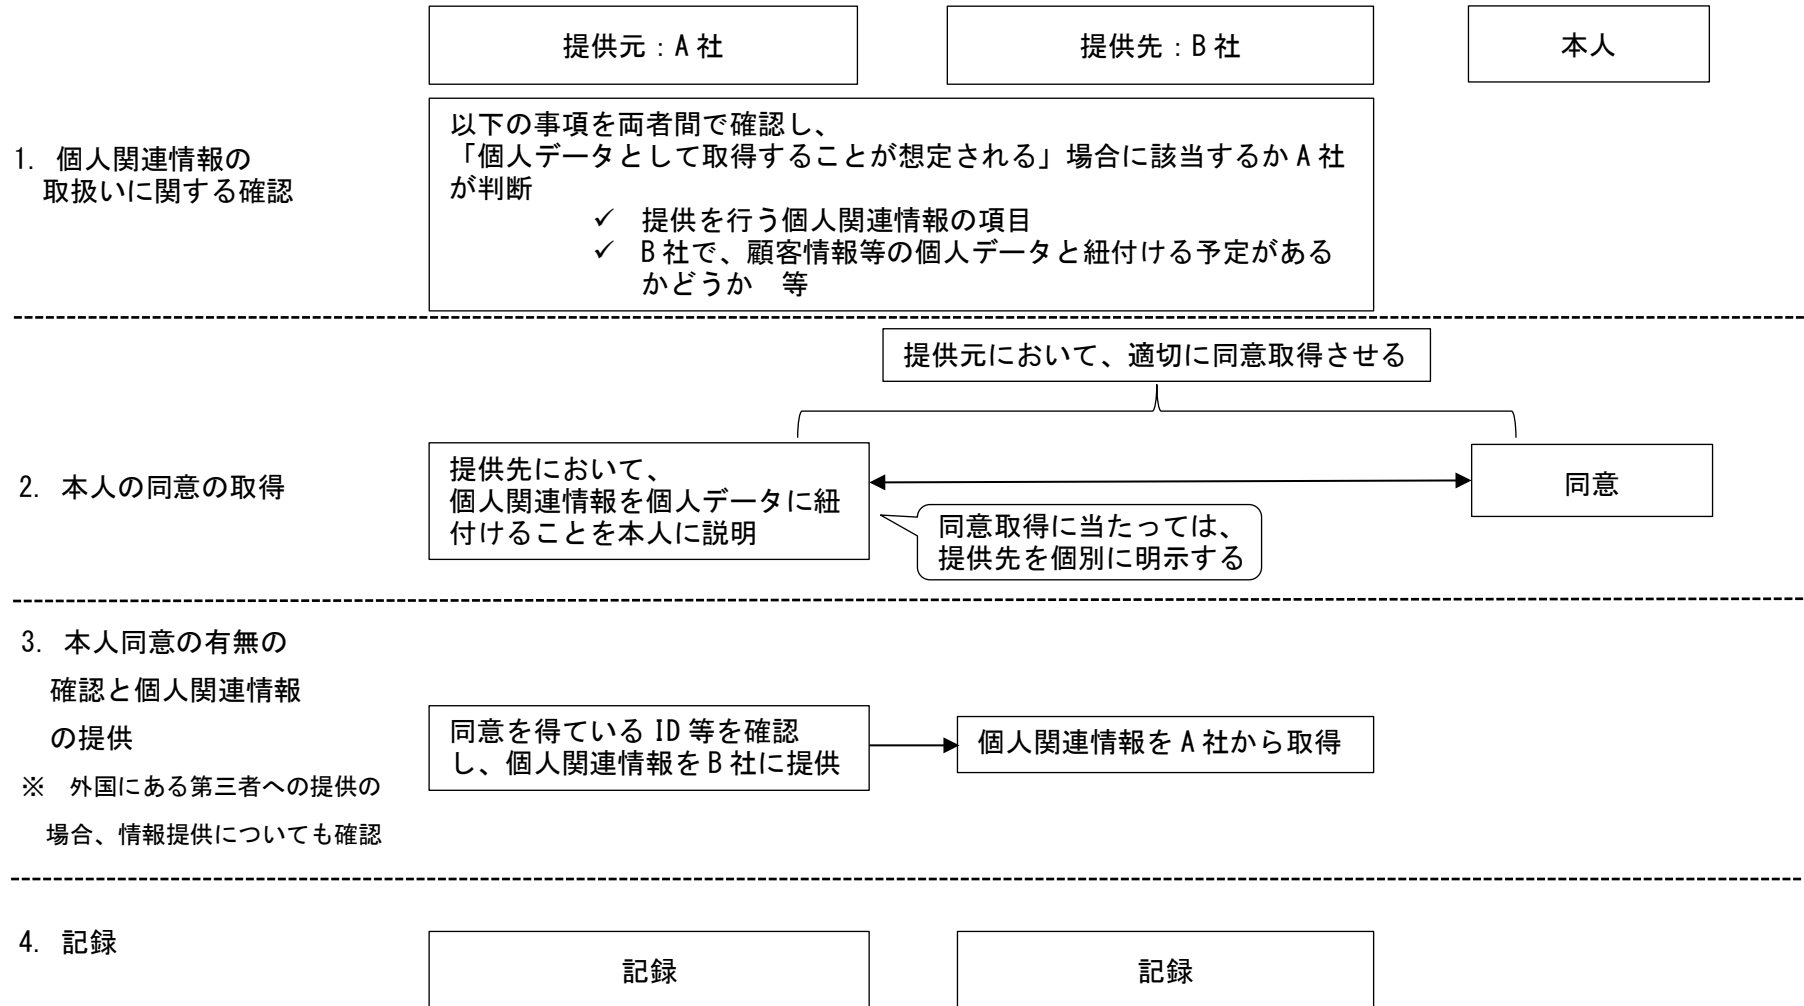 提供元：A 社
提供先：B 社
本人
1. 個人関連情報の
取扱いに関する確認
以下の事項を両者間で確認し、
「個人データとして取得することが想定される」場合に該当するか A 社
が判断
✓ 提供を行う個人関連情報の項目
✓ B 社で、顧客情報等の個人データと紐付ける予定がある
かどうか　等
提供元において、適切に同意取得させる
2. 本人の同意の取得
提供先において、
個人関連情報を個人データに紐
付けることを本人に説明
同意
同意取得に当たっては、
提供先を個別に明示する
3. 本人同意の有無の
確認と個人関連情報
の提供
※　外国にある第三者への提供の
場合、情報提供についても確認
同意を得ている ID 等を確認
し、個人関連情報を B 社に提供
個人関連情報を A 社から取得
4. 記録
記録
記録